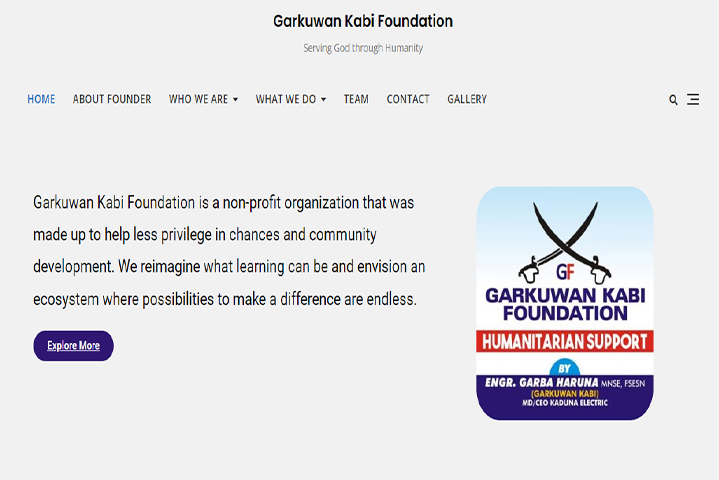 Garkuwan Kabi Foundation
Serving God through Humanity
HOME ABOUT FOUNDER WHO WE ARE WHAT WE DO TEAM CONTACT GALLERY
Garkuwan Kabi Foundation is a non-profit organization that was
made up to help less privilege in chances and community
development. We reimagine what learning can be and envision an
ecosystem where possibilities to make a difference are endless.
Explore More
GF
GARKUWAN KABI
FOUNDATION
HUMANITARIAN SUPPORT
BY
ENGR. GARBA HARUNA MNSE, FSESN
(GARKUWAN KABI)
MD/CEO KADUNA ELECTRIC